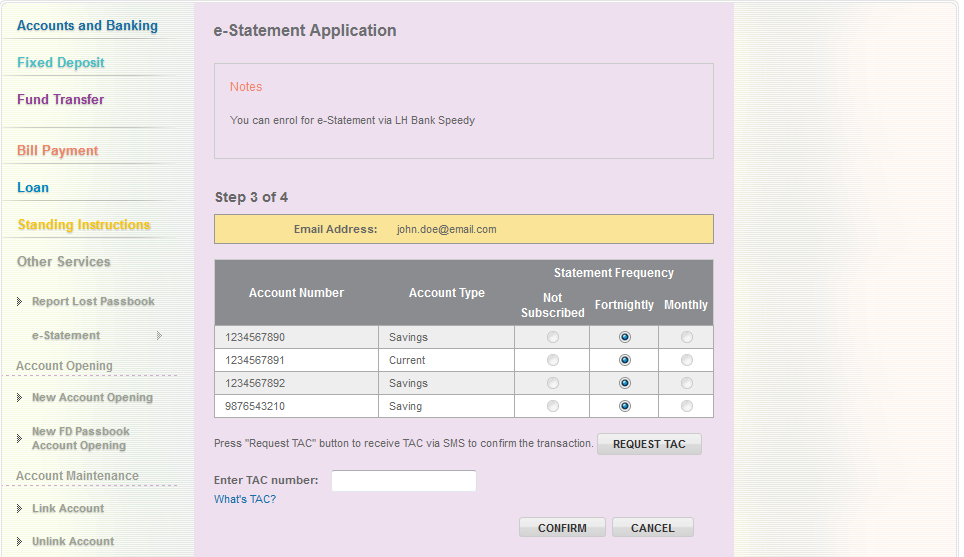 Accounts and Banking
Fixed Deposit
Fund Transfer
Bill Payment
Loan
Standing Instructions
Other Services
Report Lost Passbook
e-Statement
Account Opening
New Account Opening
New FD Passbook
Account Opening
Account Maintenance
Link Account
Unlink Account
e-Statement Application
Notes
You can enrol for e-Statement via LH Bank Speedy
Step 3 of 4
Email Address: john.doe@email.com
Account Number Account Type Statement Frequency
Not
Subscribed Fortnightly Monthly
1234567890 Savings
1234567891 Current
1234567892 Savings
9876543210 Saving
Press "Request TAC" button to receive TAC via SMS to confirm the transaction. REQUEST TAC
Enter TAC number:
What's TAC?
CONFIRM CANCEL